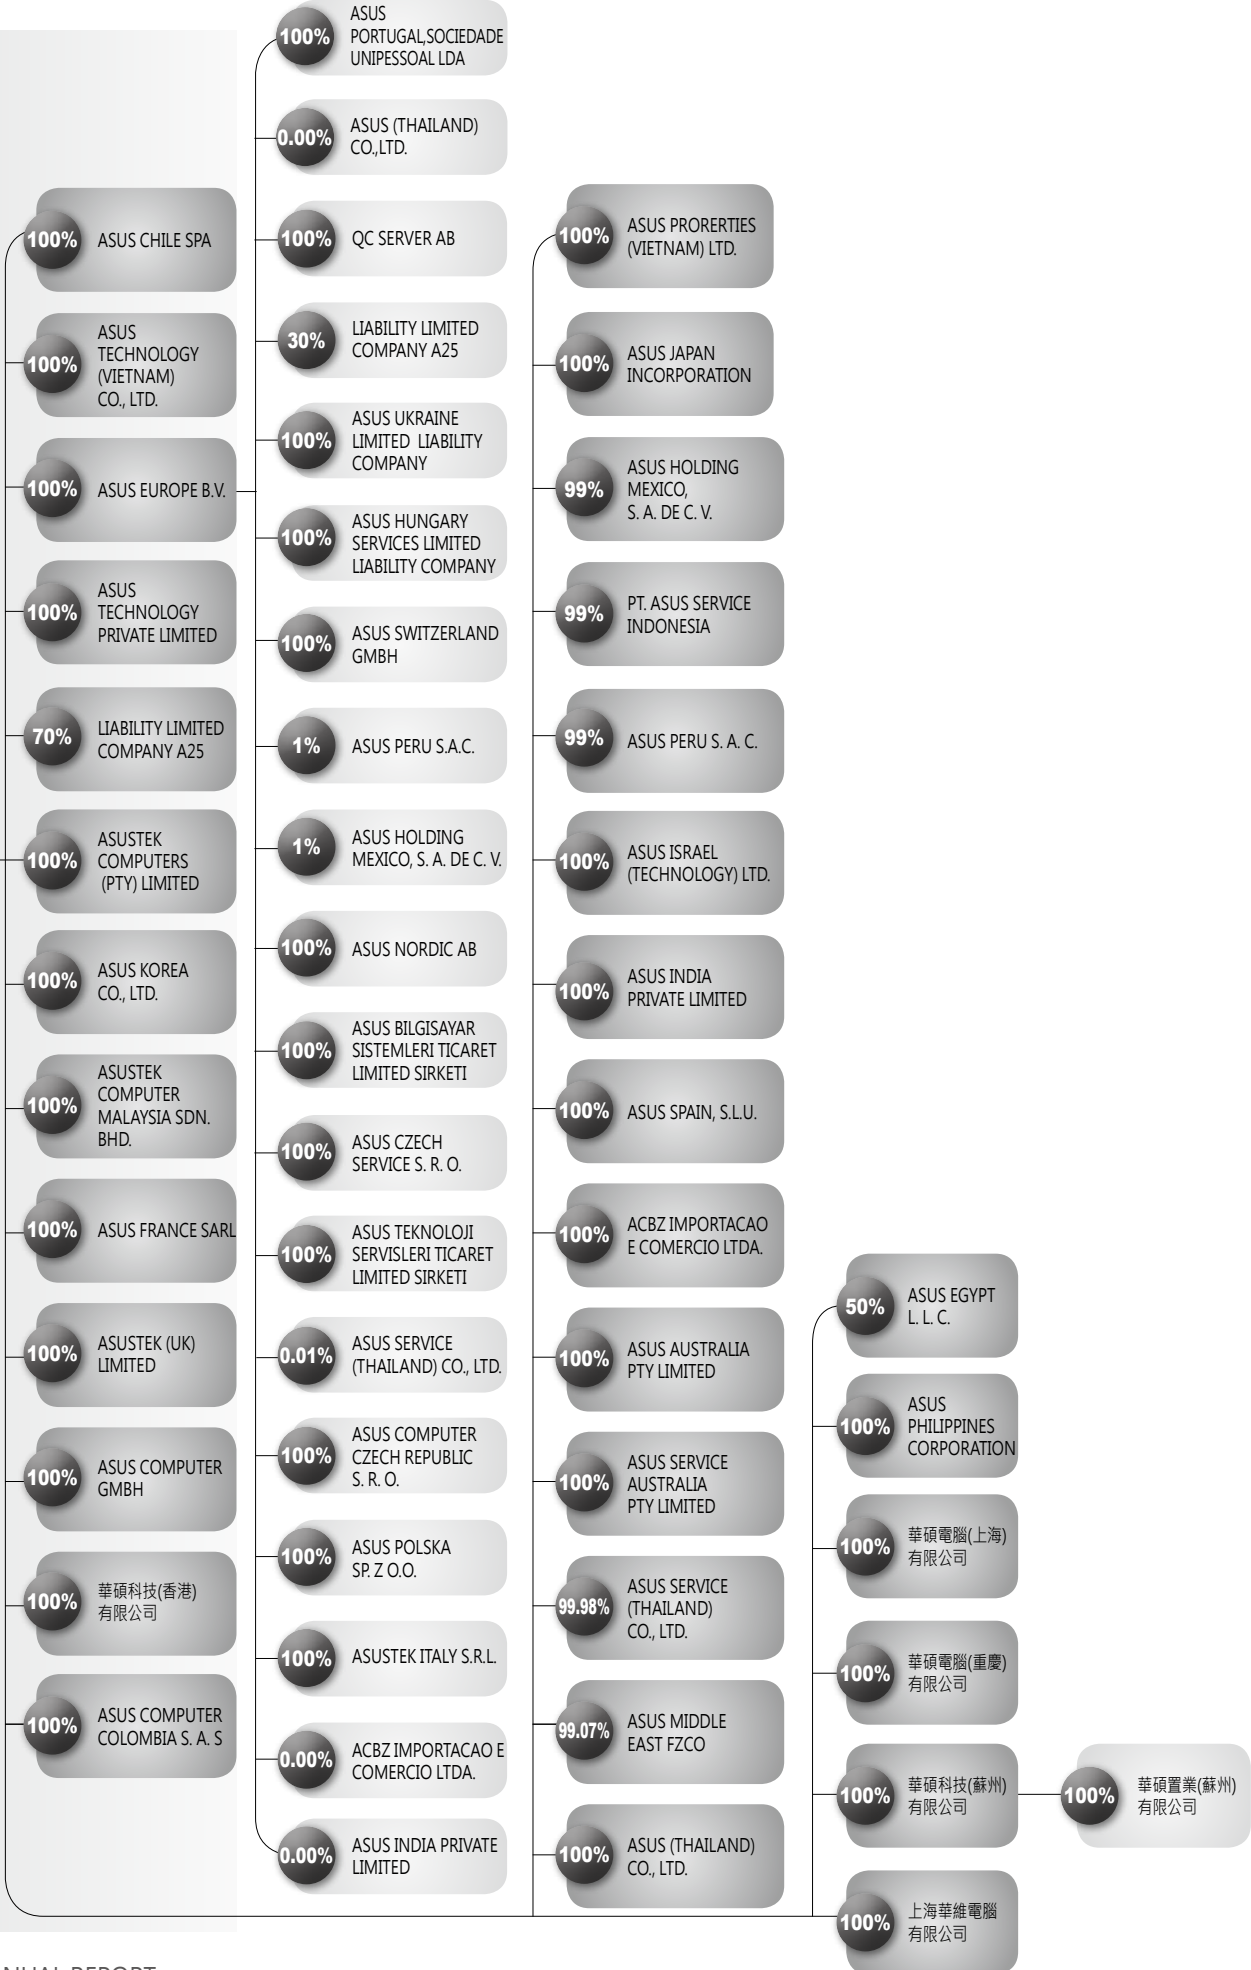 100%
ASUS CHILE SPA
100%
ASUS
TECHNOLOGY
(VIETNAM)
CO., LTD.
100%
ASUS EUROPE B.V.
100%
ASUS
TECHNOLOGY
PRIVATE LIMITED
70%
LIABILITY LIMITED
COMPANY A25
100%
ASUSTEK
COMPUTERS
(PTY) LIMITED
100%
ASUS KOREA
CO., LTD.
100%
ASUSTEK
COMPUTER
MALAYSIA SDN.
BHD.
100%
ASUS FRANCE SARL
100%
ASUSTEK (UK)
LIMITED
100%
ASUS COMPUTER
GMBH
100%
華碩科技(香港)
有限公司
100%
ASUS COMPUTER
COLOMBIA S. A. S
100%
ASUS
PORTUGAL,SOCIEDADE
UNIPESSOAL LDA
0.00%
ASUS (THAILAND)
CO.,LTD.
100%
QC SERVER AB
30%
LIABILITY LIMITED
COMPANY A25
100%
ASUS UKRAINE
LIMITED LIABILITY
COMPANY
100%
ASUS HUNGARY
SERVICES LIMITED
LIABILITY COMPANY
100%
ASUS SWITZERLAND
GMBH
1%
ASUS PERU S.A.C.
1%
ASUS HOLDING
MEXICO, S. A. DE C. V.
100%
ASUS NORDIC AB
100%
ASUS BILGISAYAR
SISTEMLERI TICARET
LIMITED SIRKETI
100%
ASUS CZECH
SERVICE S. R. O.
100%
ASUS TEKNOLOJI
SERVISLERI TICARET
LIMITED SIRKETI
0.01%
ASUS SERVICE
(THAILAND) CO., LTD.
100%
ASUS COMPUTER
CZECH REPUBLIC
S. R. O.
100%
ASUS POLSKA
SP. Z O.O.
100%
ASUSTEK ITALY S.R.L.
0.00%
ACBZ IMPORTACAO E
COMERCIO LTDA.
0.00%
ASUS INDIA PRIVATE
LIMITED
100%
ASUS PRORERTIES
(VIETNAM) LTD.
100%
ASUS JAPAN
INCORPORATION
99%
ASUS HOLDING
MEXICO,
S. A. DE C. V.
99%
PT. ASUS SERVICE
INDONESIA
99%
ASUS PERU S. A. C.
100%
ASUS ISRAEL
(TECHNOLOGY) LTD.
100%
ASUS INDIA
PRIVATE LIMITED
100%
ASUS SPAIN, S.L.U.
100%
ACBZ IMPORTACAO
E COMERCIO LTDA.
100%
ASUS AUSTRALIA
PTY LIMITED
100%
ASUS SERVICE
AUSTRALIA
PTY LIMITED
99.98%
ASUS SERVICE
(THAILAND)
CO., LTD.
99.07%
ASUS MIDDLE
EAST FZCO
100%
ASUS (THAILAND)
CO., LTD.
50%
ASUS EGYPT
L. L. C.
100%
ASUS
PHILIPPINES
CORPORATION
100%
華碩電腦(上海)
有限公司
100%
華碩電腦(重慶)
有限公司
100%
華碩科技(蘇州)
有限公司
100%
華碩置業(蘇州)
有限公司
100%
上海華維電腦
有限公司